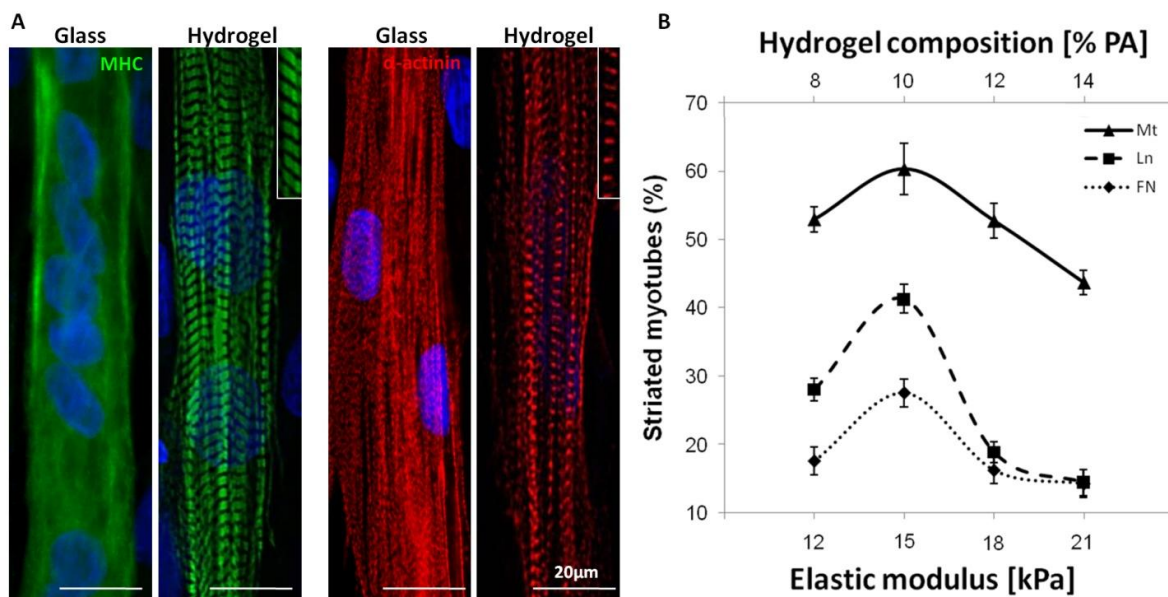 A
Glass
Hydrogel
Glass
Hydrogel
MHC
α-actinin
20μm
B
Hydrogel composition [% PA]
8 10 12 14
70
60
50
40
30
20
10
Striated myotubes (%)
Mt
Ln
FN
12 15 18 21
Elastic modulus [kPa]